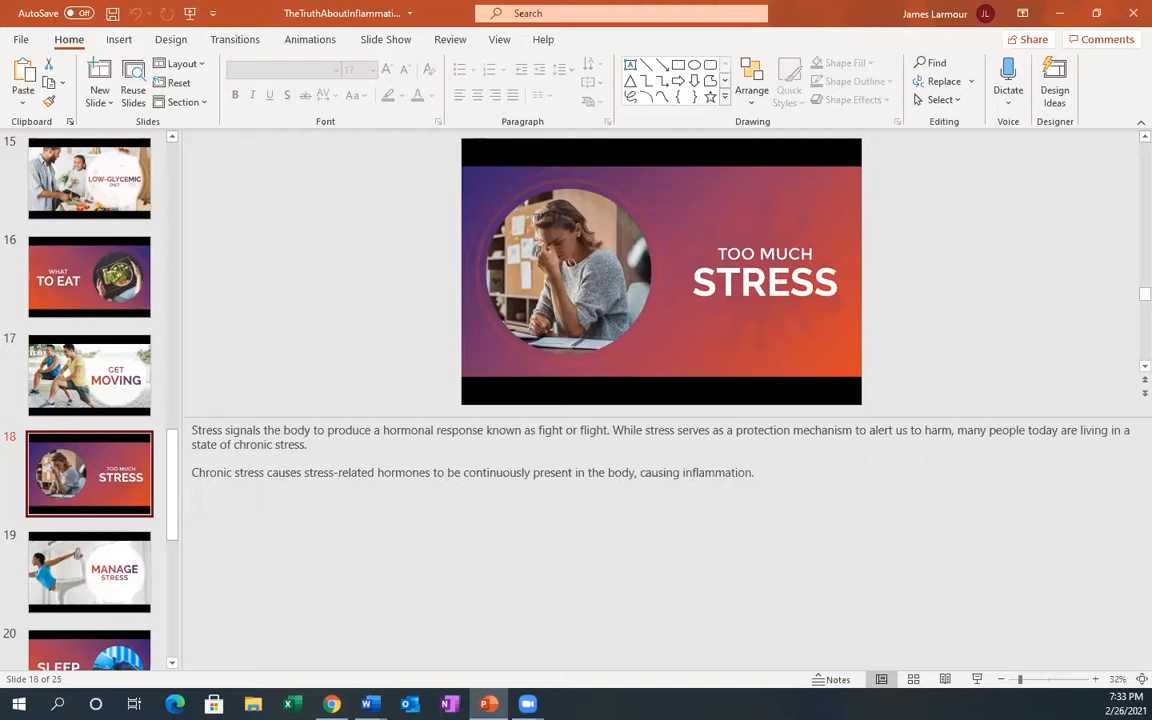 AutoSave Off TheTruthAboutInflammati... Search James Larmour JL
File Home Insert Draw Design Transitions Animations Slide Show Review View Help Share Comments
Paste New Slides Reuse Slides Layout Reset Section 17 B I U S ab AV Aa A Arrange Quick Styles Shape Fill Shape Outline Shape Effects Find Replace Select Dictate Design Ideas
Clipboard Slides Font Paragraph Drawing Editing Voice Designer
15
LOW-GLYCEMIC
DIET
16
WHAT
TO EAT
17
GET
MOVING
18
TOO MUCH
STRESS
19
MANAGE
STRESS
20
SLEEP
TOO MUCH
STRESS
Stress signals the body to produce a hormonal response known as fight or flight. While stress serves as a protection mechanism to alert us to harm, many people today are living in a
state of chronic stress.
Chronic stress causes stress-related hormones to be continuously present in the body, causing inflammation.
Slide 18 of 25 Notes 32%
7:33 PM
2/26/2021